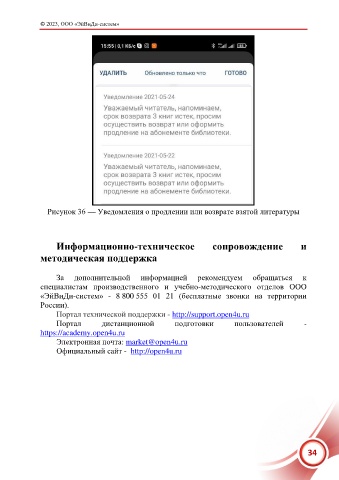 © 2023, ООО «ЭйВиДи-систем»
15:55 | 0,1 КБ/с
УДАЛИТЬ Обновлено только что ГОТОВО
Уведомление 2021-05-24
Уважаемый читатель, напоминаем,
срок возврата 3 книг истек, просим
осуществить возврат или оформить
продление на абонементе библиотеки.
Уведомление 2021-05-22
Уважаемый читатель, напоминаем,
срок возврата 3 книг истек, просим
осуществить возврат или оформить
продление на абонементе библиотеки.
Рисунок 36 — Уведомления о продлении или возврате взятой литературы
Информационно-техническое сопровождение и
методическая поддержка
За дополнительной информацией рекомендуем обращаться к
специалистам производственного и учебно-методического отделов ООО
«ЭйВиДи-систем» - 8 800 555 01 21 (бесплатные звонки на территории
России).
Портал технической поддержки - http://support.open4u.ru
Портал дистанционной подготовки пользователей -
https://academy.open4u.ru
Электронная почта: market@open4u.ru
Официальный сайт - http://open4u.ru
34